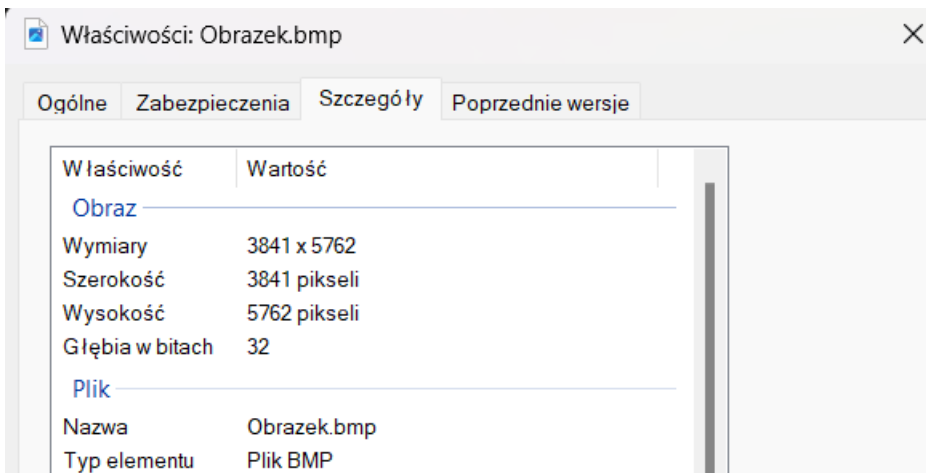 Właściwości: Obrazek.bmp
Ogólne Zabezpieczenia Szczegóły Poprzednie wersje
Właściwość Wartość
Obraz
Wymiary 3841 x 5762
Szerokość 3841 pikseli
Wysokość 5762 pikseli
Głębia w bitach 32
Plik
Nazwa Obrazek.bmp
Typ elementu Plik BMP